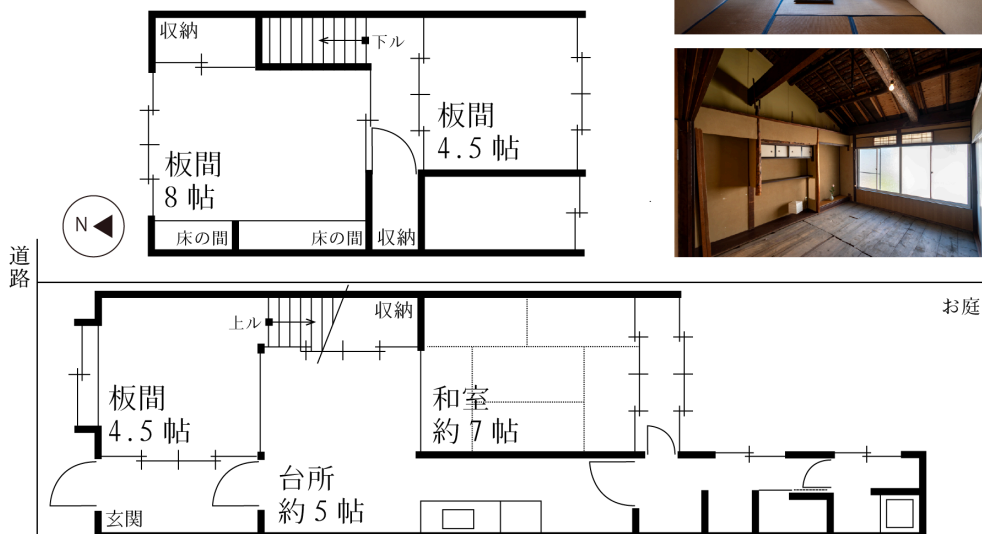 収納
下ル
板間
4.5 帖
板間
8 帖
N
床の間
床の間
収納
道路
お庭
上ル
収納
板間
4.5 帖
和室
約 7 帖
台所
約 5 帖
玄関